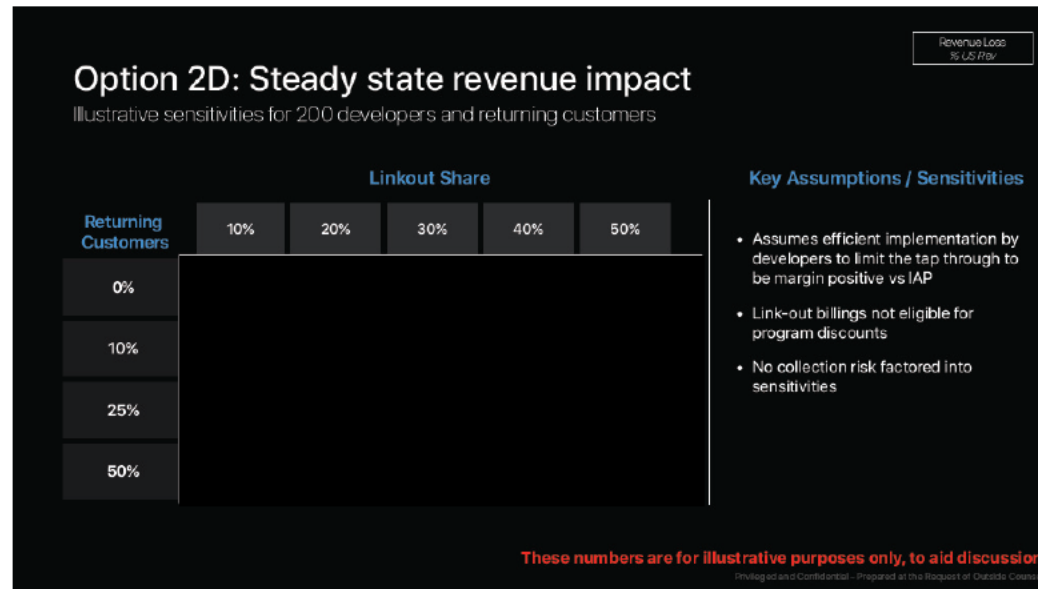 Revenue Loss
% US Rev
Option 2D: Steady state revenue impact
Illustrative sensitivities for 200 developers and returning customers
Linkout Share
Key Assumptions / Sensitivities
Returning
Customers
10%
20%
30%
40%
50%
0%
10%
25%
50%
• Assumes efficient implementation by
developers to limit the tap through to
be margin positive vs IAP
• Link-out billings not eligible for
program discounts
• No collection risk factored into
sensitivities
These numbers are for illustrative purposes only, to aid discussion
Privileged and Confidential – Prepared at the Request of Outside